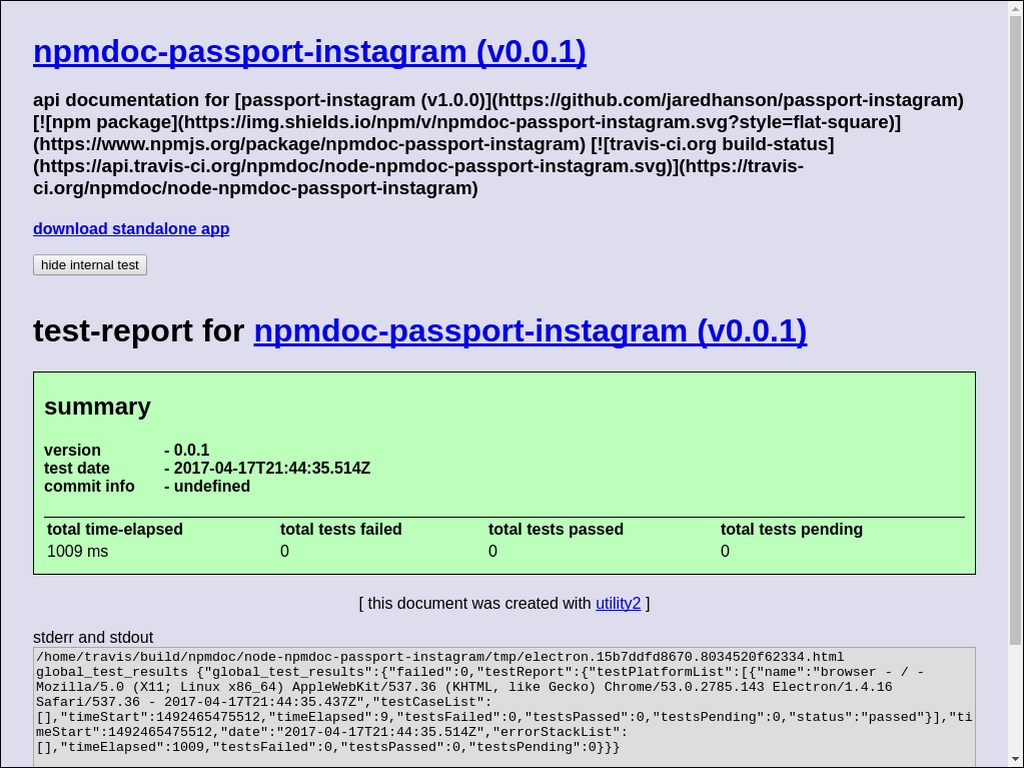 npmdoc-passport-instagram (v0.0.1)
api documentation for [passport-instagram (v1.0.0)](https://github.com/jaredhanson/passport-instagram)
[![npm package](https://img.shields.io/npm/v/npmdoc-passport-instagram.svg?style=flat-square)]
(https://www.npmjs.org/package/npmdoc-passport-instagram) [![travis-ci.org build-status]
(https://api.travis-ci.org/npmdoc/node-npmdoc-passport-instagram.svg)](https://travis-
ci.org/npmdoc/node-npmdoc-passport-instagram)
download standalone app
hide internal test
test-report for npmdoc-passport-instagram (v0.0.1)
summary
version - 0.0.1
test date - 2017-04-17T21:44:35.514Z
commit info - undefined
total time-elapsed total tests failed total tests passed total tests pending
1009 ms 0 0 0
[ this document was created with utility2 ]
stderr and stdout
/home/travis/build/npmdoc/node-npmdoc-passport-instagram/tmp/electron.15b7ddfd8670.8034520f62334.html
global_test_results {"global_test_results":{"failed":0,"testReport":{"testPlatformList":[{"name":"browser - / -
Mozilla/5.0 (X11; Linux x86_64) AppleWebKit/537.36 (KHTML, like Gecko) Chrome/53.0.2785.143 Electron/1.4.16
Safari/537.36 - 2017-04-17T21:44:35.437Z","testCaseList":
[],"timeStart":1492465475512,"timeElapsed":9,"testsFailed":0,"testsPassed":0,"testsPending":0,"status":"passed"}],"ti
meStart":1492465475512,"date":"2017-04-17T21:44:35.514Z","errorStackList":
[],"timeElapsed":1009,"testsFailed":0,"testsPassed":0,"testsPending":0}}}